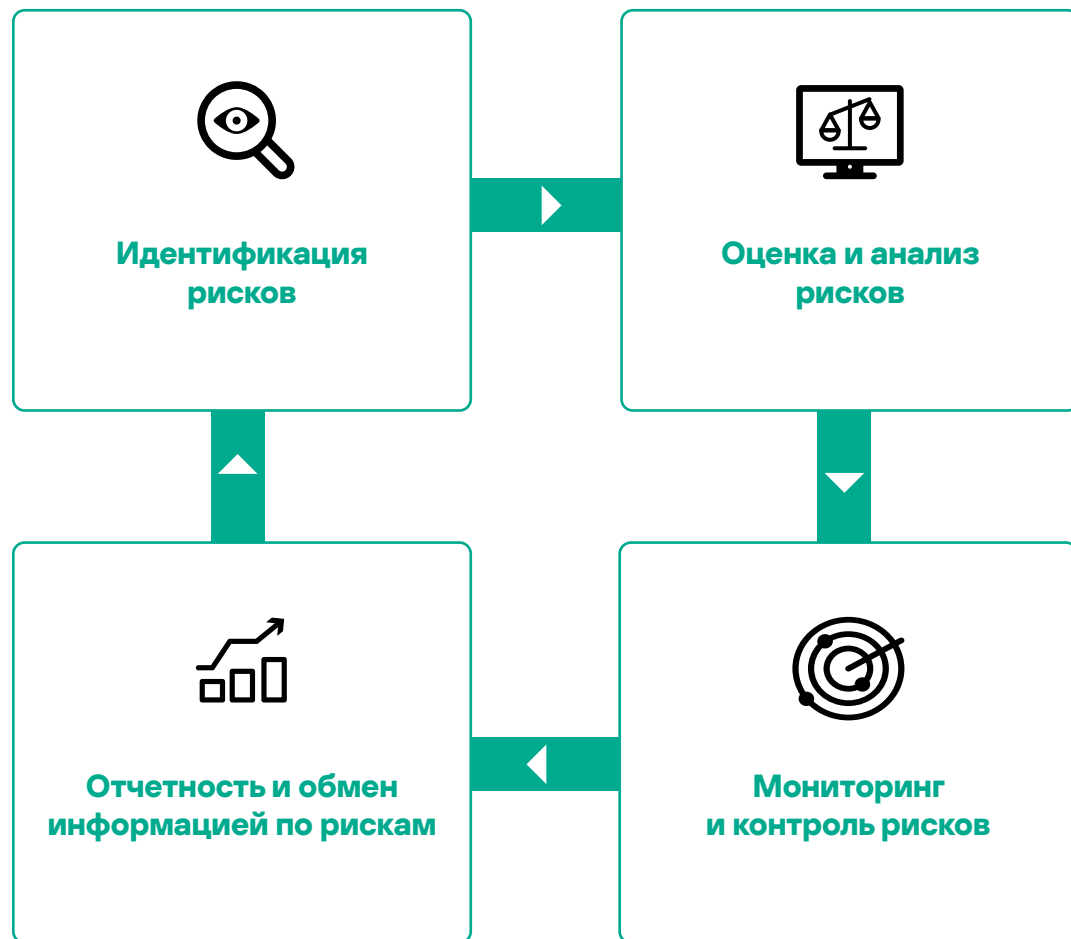 Идентификация
рисков
Оценка и анализ
рисков
Отчетность и обмен
информацией по рискам
Мониторинг
и контроль рисков